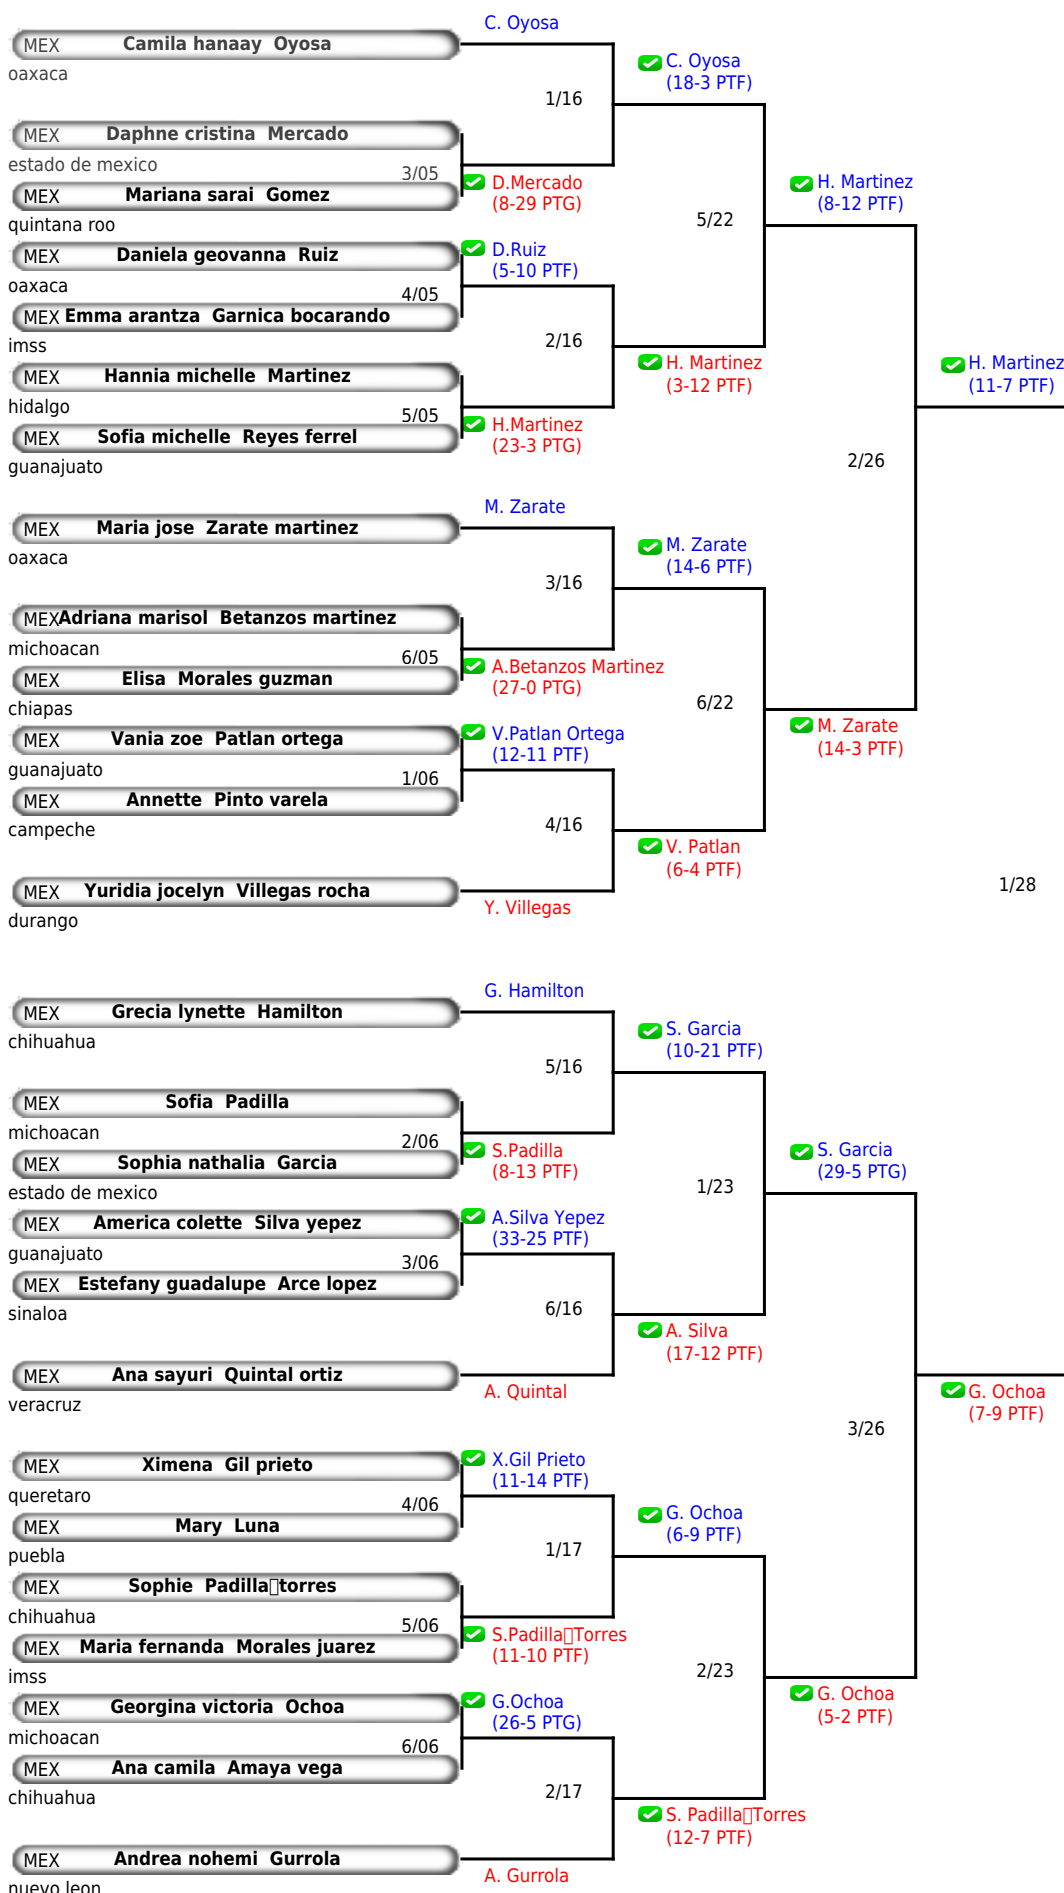 C. Oyosa
MEX Camila hanaay Oyosa
oaxaca
C. Oyosa
(18-3 PTF)
1/16
MEX Daphne cristina Mercado
estado de mexico
3/05
D.Mercado
(8-29 PTG)
MEX Mariana sarai Gomez
quintana roo
H. Martinez
(8-12 PTF)
5/22
MEX Daniela geovanna Ruiz
oaxaca
D.Ruiz
(5-10 PTF)
4/05
MEX Emma arantza Garnica bocarando
imss
2/16
H. Martinez
(3-12 PTF)
H. Martinez
(11-7 PTF)
MEX Hannia michelle Martinez
hidalgo
5/05
H.Martinez
(23-3 PTG)
MEX Sofia michelle Reyes ferrel
guanajuato
2/26
M. Zarate
MEX Maria jose Zarate martinez
oaxaca
M. Zarate
(14-6 PTF)
3/16
MEX Adriana marisol Betanzos martinez
michoacan
6/05
A.Betanzos Martinez
(27-0 PTG)
MEX Elisa Morales guzman
chiapas
6/22
M. Zarate
(14-3 PTF)
V.Patlan Ortega
(12-11 PTF)
MEX Vania zoe Patlan ortega
guanajuato
1/06
MEX Annette Pinto varela
campeche
4/16
V. Patlan
(6-4 PTF)
MEX Yuridia jocelyn Villegas rocha
durango
Y. Villegas
1/28
G. Hamilton
MEX Grecia lynette Hamilton
chihuahua
S. Garcia
(10-21 PTF)
5/16
MEX Sofia Padilla
michoacan
2/06
S.Padilla
(8-13 PTF)
MEX Sophia nathalia Garcia
estado de mexico
S. Garcia
(29-5 PTG)
1/23
MEX America colette Silva yepez
guanajuato
A.Silva Yepez
(33-25 PTF)
3/06
MEX Estefany guadalupe Arce lopez
sinaloa
6/16
A. Silva
(17-12 PTF)
MEX Ana sayuri Quintal ortiz
veracruz
A. Quintal
G. Ochoa
(7-9 PTF)
3/26
X.Gil Prieto
(11-14 PTF)
MEX Ximena Gil prieto
queretaro
4/06
MEX Mary Luna
puebla
G. Ochoa
(6-9 PTF)
1/17
MEX Sophie Padilla▯torres
chihuahua
5/06
S.Padilla▯Torres
(11-10 PTF)
MEX Maria fernanda Morales juarez
imss
2/23
G. Ochoa
(5-2 PTF)
G.Ochoa
(26-5 PTG)
MEX Georgina victoria Ochoa
michoacan
6/06
MEX Ana camila Amaya vega
chihuahua
2/17
S. Padilla▯Torres
(12-7 PTF)
MEX Andrea nohemi Gurrola
A. Gurrola
nuevo leon